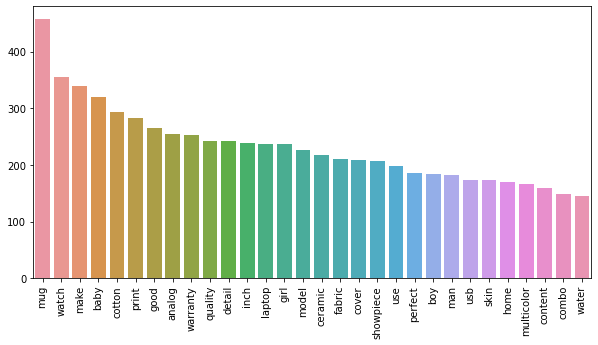 400
300
200
100
0
mug
watch
make
baby
cotton
print
good
analog
warranty
quality
detail
inch
laptop
girl
model
ceramic
fabric
cover
showpiece
use
perfect
boy
man
usb
skin
home
multicolor
content
combo
water